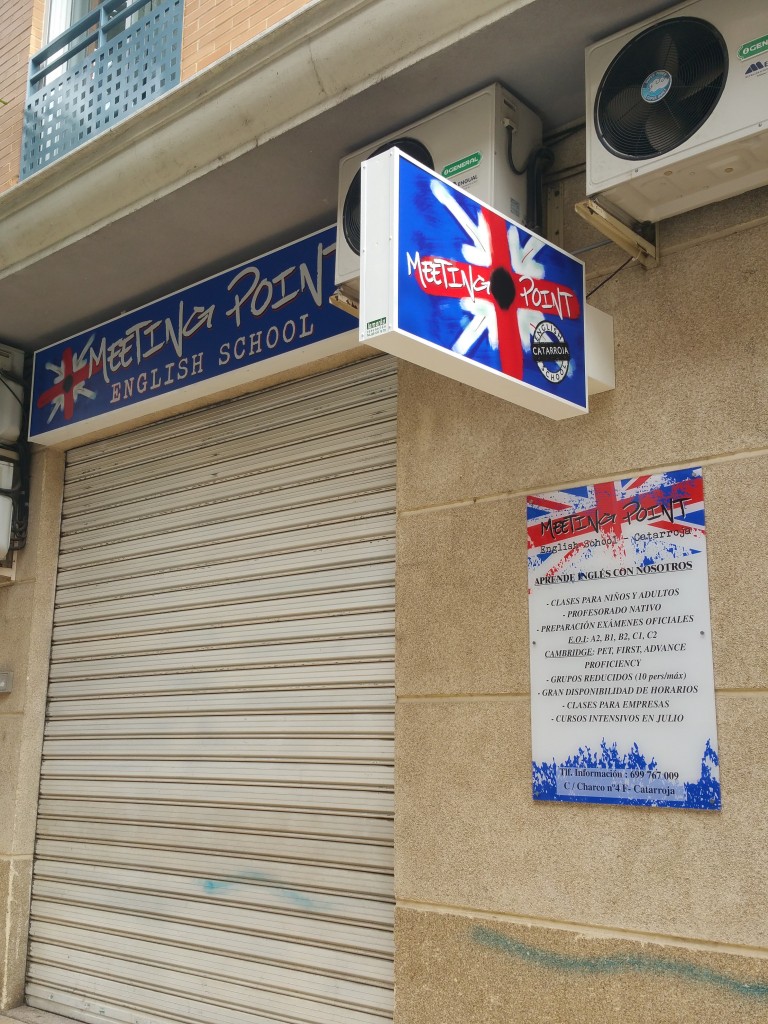 GENERAL
GENERAL
MEETING POINT
ENGLISH SCHOOL
MEETING POINT
ENGLISH
CATARROJA
SCHOOL
MEETING POINT
English School - Catarroja
APRENDE INGLÉS CON NOSOTROS
- CLASES PARA NIÑOS Y ADULTOS
- PROFESORADO NATIVO
- PREPARACIÓN EXÁMENES OFICIALES
E.O.I: A2, B1, B2, C1, C2
CAMBRIDGE: PET, FIRST, ADVANCE
PROFICIENCY
- GRUPOS REDUCIDOS (10 pers/máx)
- GRAN DISPONIBILIDAD DE HORARIOS
- CLASES PARA EMPRESAS
- CURSOS INTENSIVOS EN JULIO
Tlf. Información : 699 767 009
C / Charco nº4 F- Catarroja